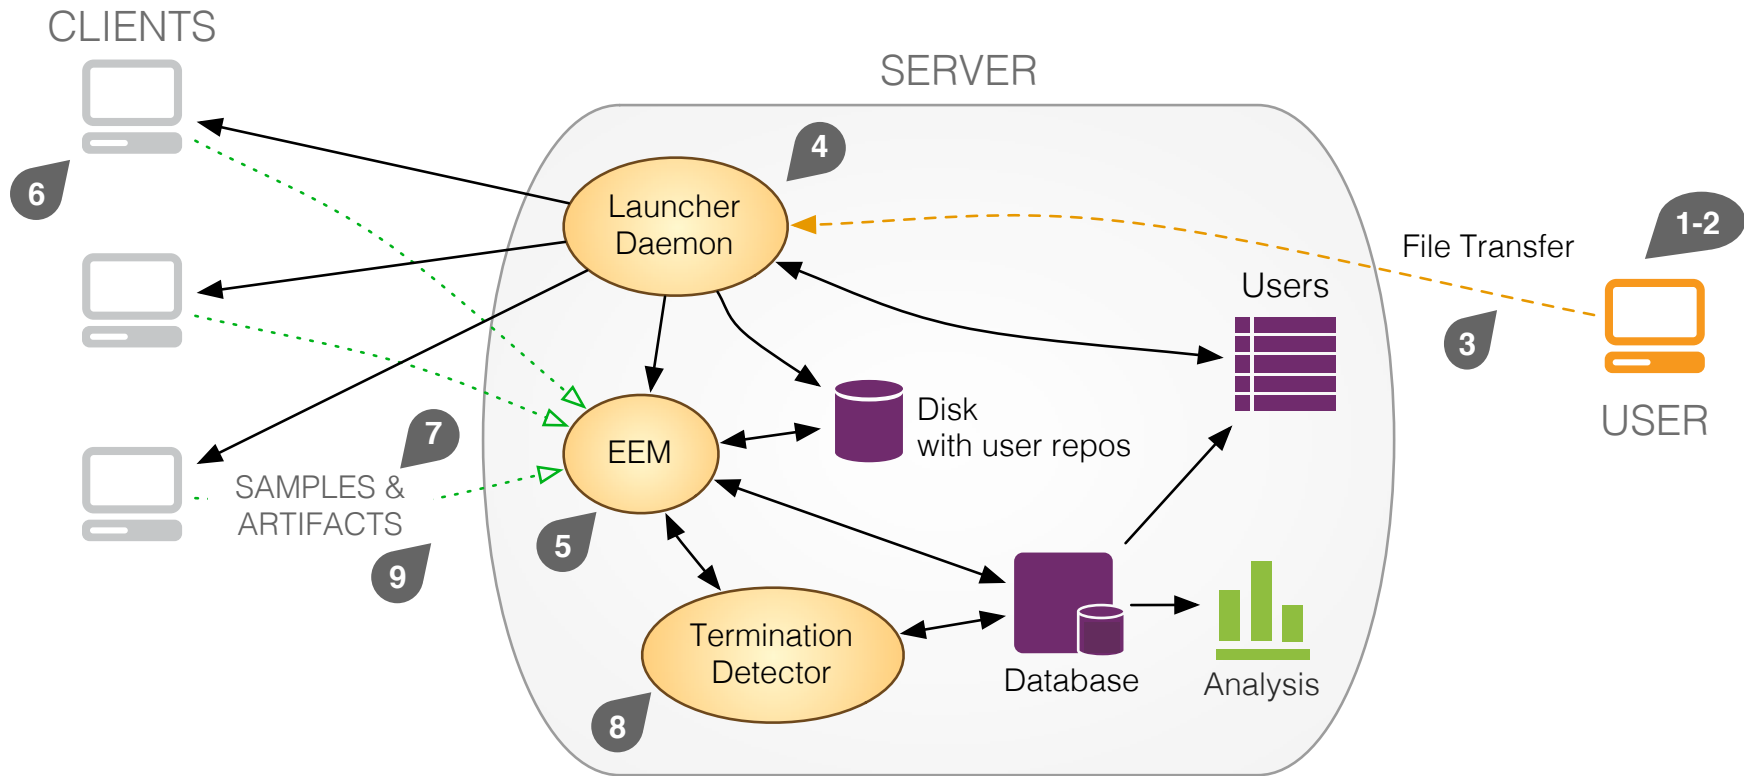 CLIENTS
SERVER
4
6
Launcher
Daemon
1-2
File Transfer
Users
3
USER
Disk
with user repos
7
EEM
SAMPLES &
ARTIFACTS
5
9
Termination
Detector
Database
Analysis
8